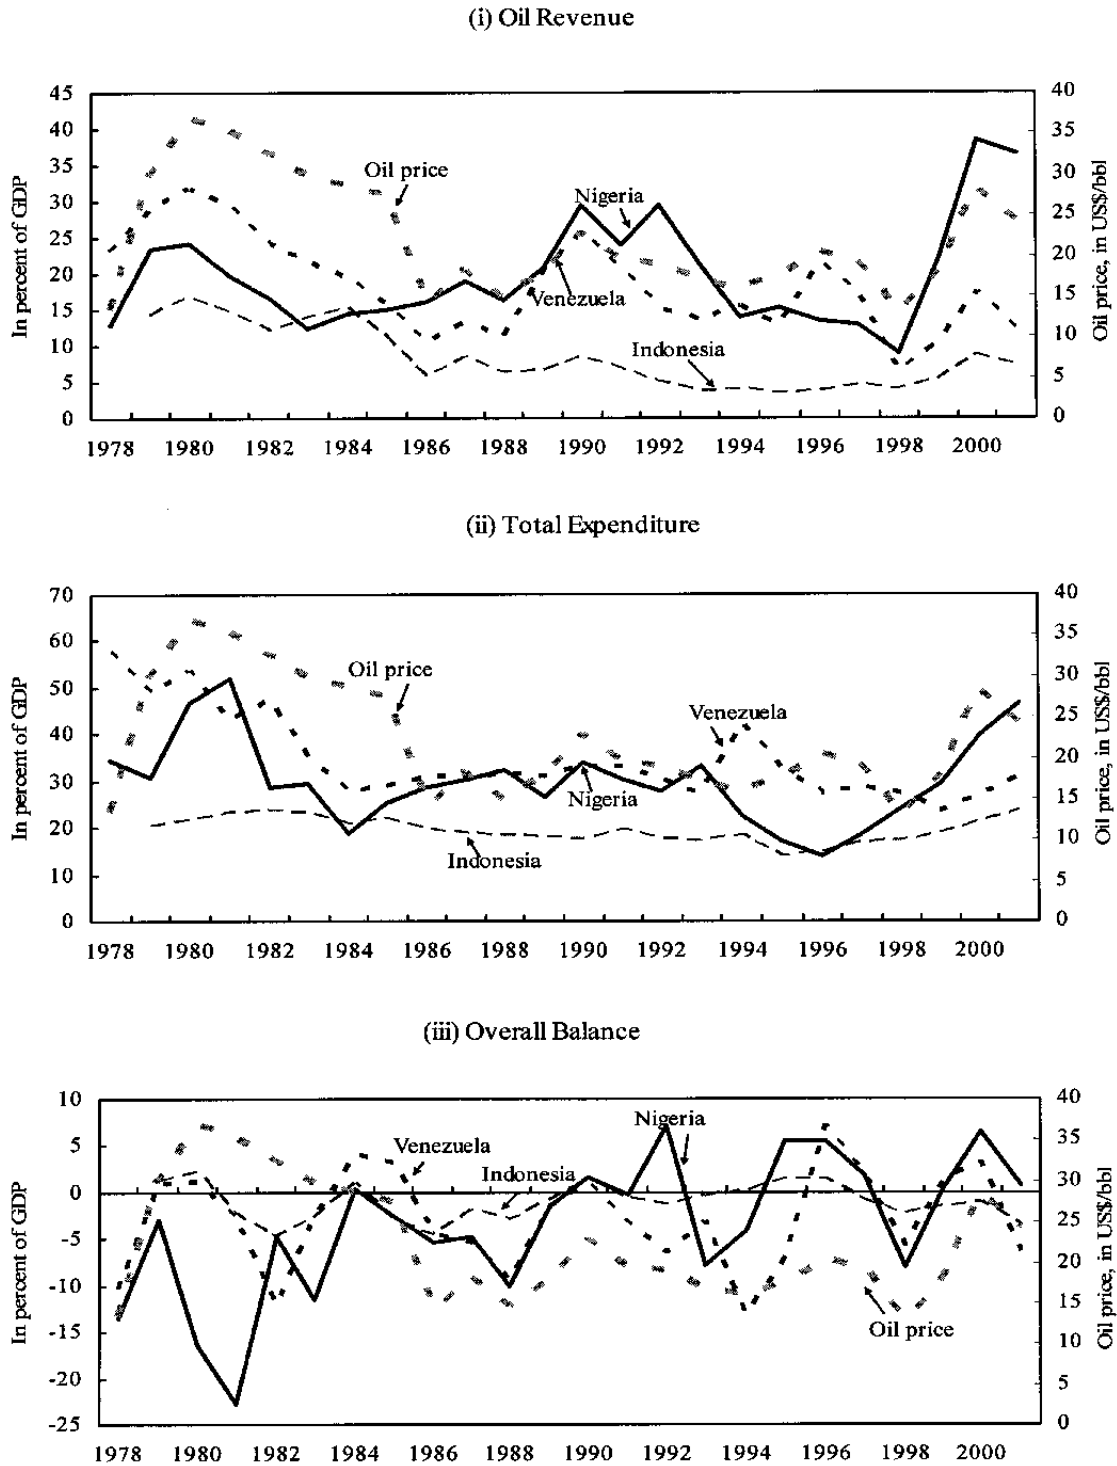 (i) Oil Revenue
45
40
35
30
25
20
15
10
5
0
In percent of GDP
40
35
30
25
20
15
10
5
0
Oil price, in US$/bbl
Oil price
Nigeria
Venezuela
Indonesia
1978 1980 1982 1984 1986 1988 1990 1992 1994 1996 1998 2000
(ii) Total Expenditure
70
60
50
40
30
20
10
0
In percent of GDP
40
35
30
25
20
15
10
5
0
Oil price, in US$/bbl
Oil price
Venezuela
Nigeria
Indonesia
1978 1980 1982 1984 1986 1988 1990 1992 1994 1996 1998 2000
(iii) Overall Balance
10
5
0
-5
-10
-15
-20
-25
In percent of GDP
40
35
30
25
20
15
10
5
0
Oil price, in US$/bbl
Nigeria
Venezuela
Indonesia
Oil price
1978 1980 1982 1984 1986 1988 1990 1992 1994 1996 1998 2000